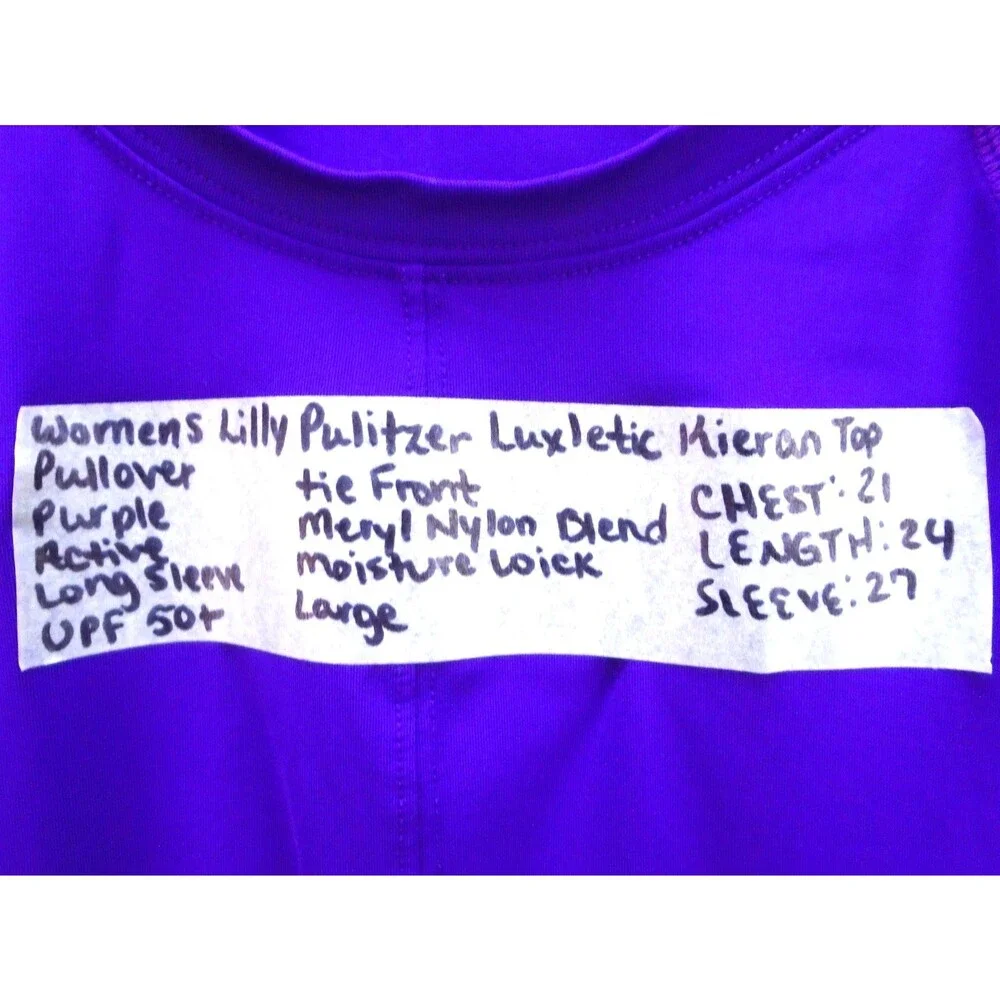 Womens Lilly Pulitzer Luxletic Kieran Top
Pullover
Purple
Active
Long Sleeve
UPF 50+
tie Front
Meryl Nylon Blend
Moisture Wick
Large
CHEST: 21
LENGTH: 24
SLEEVE: 27